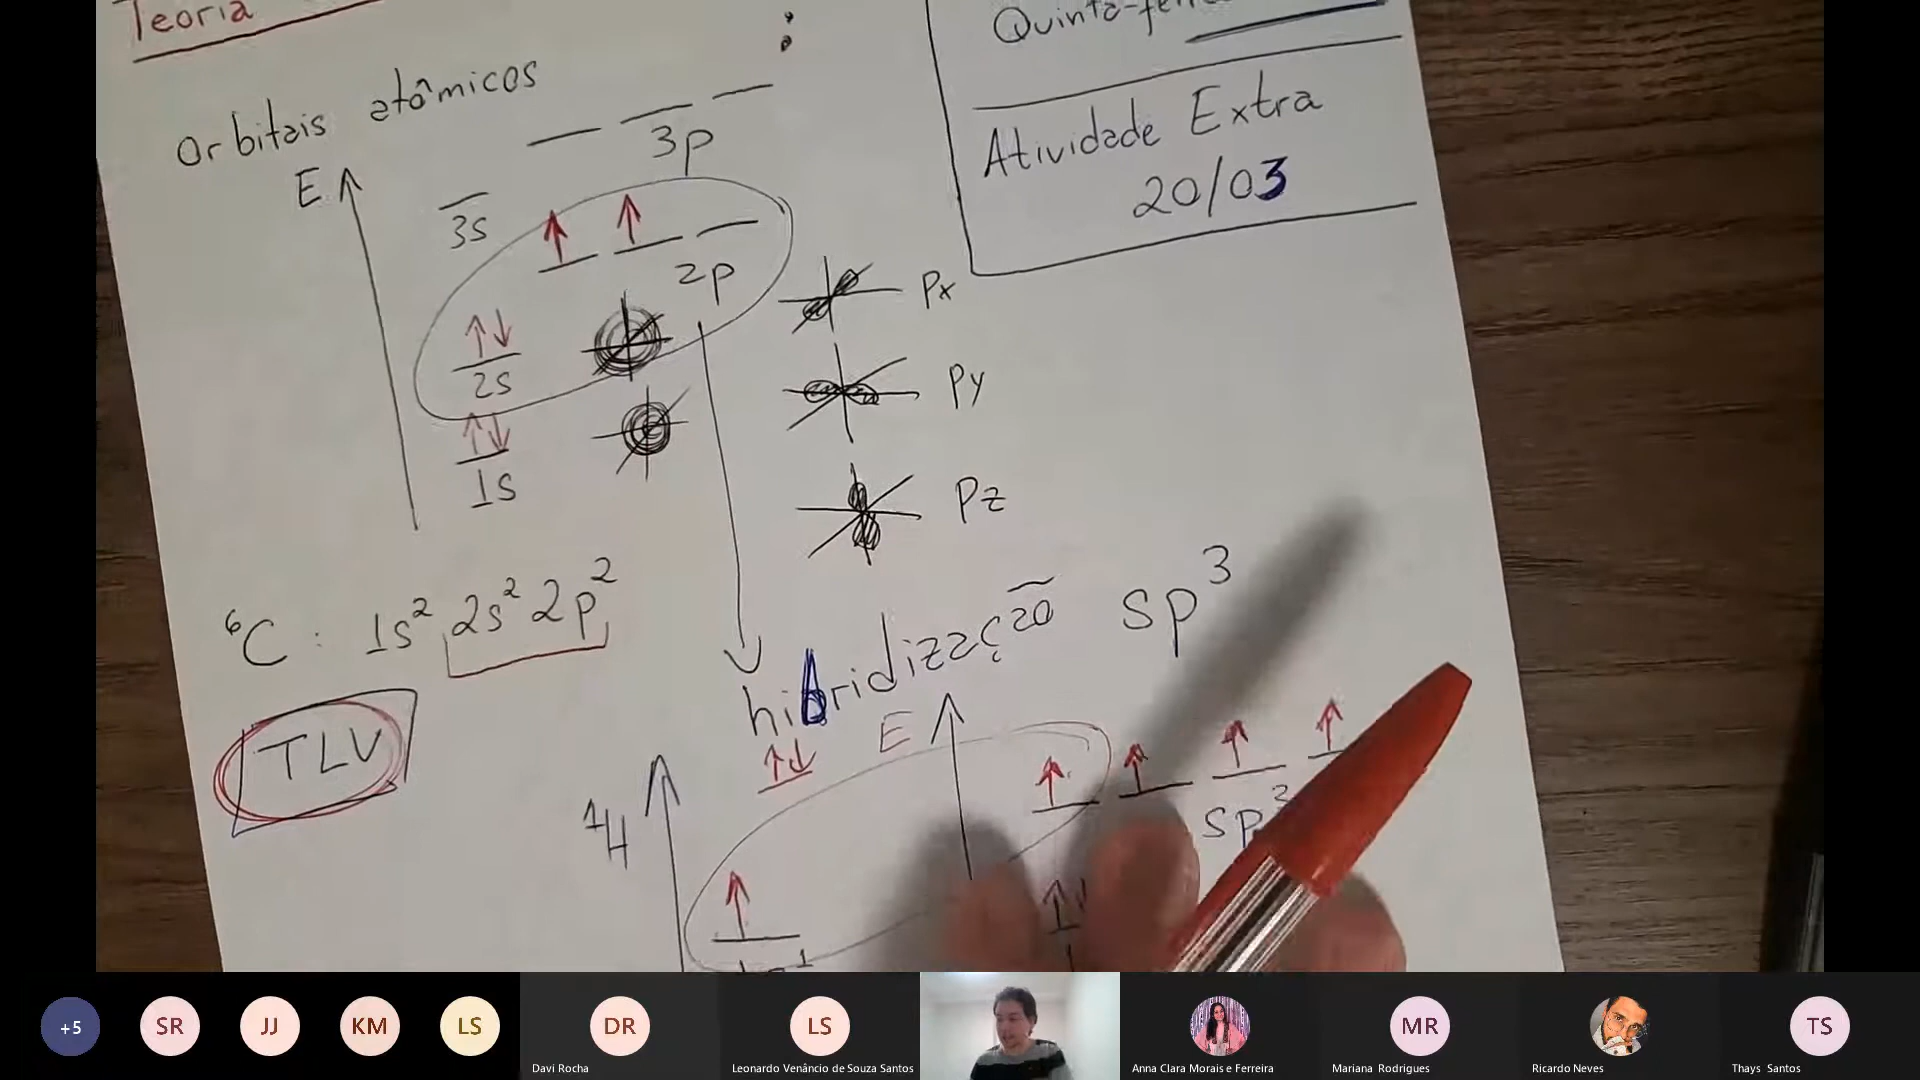 Teoria
Orbitais atômicos
E
3p
3s
2p
2s
1s
Px
Py
Pz
Atividade Extra
20/03
⁶C : 1s² 2s² 2p²
TLV
hibridização sp³
E
¹H
sp³
+5
SR
JJ
KM
LS
DR
LS
MR
TS
Davi Rocha
Leonardo Venâncio de Souza Santos
Anna Clara Morais e Ferreira
Mariana Rodrigues
Ricardo Neves
Thays Santos